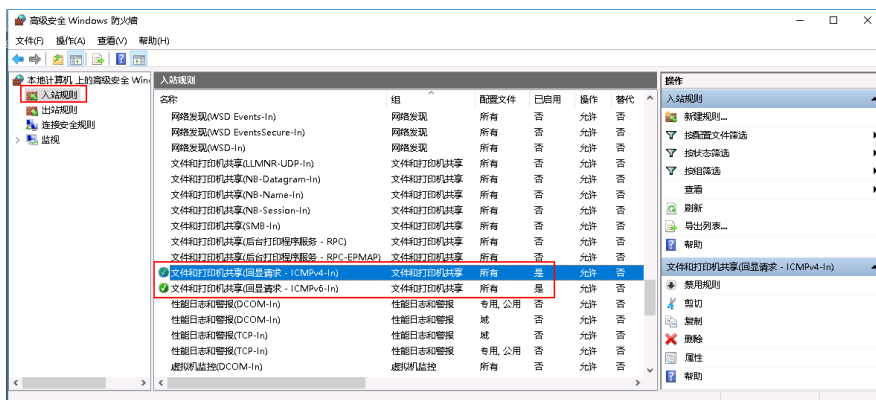 高级安全 Windows 防火墙
文件(F) 操作(A) 查看(V) 帮助(H)
本地计算机 上的高级安全 Win
入站规则
出站规则
连接安全规则
监视
入站规则
名称 组 配置文件 已启用 操作 替代
网络发现(WSD Events-In) 网络发现 所有 否 允许 否
网络发现(WSD EventsSecure-In) 网络发现 所有 否 允许 否
网络发现(WSD-In) 网络发现 所有 否 允许 否
文件和打印机共享(LLMNR-UDP-In) 文件和打印机共享 所有 否 允许 否
文件和打印机共享(NB-Datagram-In) 文件和打印机共享 所有 否 允许 否
文件和打印机共享(NB-Name-In) 文件和打印机共享 所有 否 允许 否
文件和打印机共享(NB-Session-In) 文件和打印机共享 所有 否 允许 否
文件和打印机共享(SMB-In) 文件和打印机共享 所有 否 允许 否
文件和打印机共享(后台打印程序服务 - RPC) 文件和打印机共享 所有 否 允许 否
文件和打印机共享(后台打印程序服务 - RPC-EPMAP) 文件和打印机共享 所有 否 允许 否
文件和打印机共享(回显请求 - ICMPv4-In) 文件和打印机共享 所有 是 允许 否
文件和打印机共享(回显请求 - ICMPv6-In) 文件和打印机共享 所有 是 允许 否
性能日志和警报(DCOM-In) 性能日志和警报 专用, 公用 否 允许 否
性能日志和警报(DCOM-In) 性能日志和警报 域 否 允许 否
性能日志和警报(TCP-In) 性能日志和警报 域 否 允许 否
性能日志和警报(TCP-In) 性能日志和警报 专用, 公用 否 允许 否
虚拟机监控(DCOM-In) 虚拟机监控 所有 否 允许 否
操作
入站规则
新建规则...
按配置文件筛选
按状态筛选
按组筛选
查看
刷新
导出列表...
帮助
文件和打印机共享(回显请求 - ICMPv4-In)
禁用规则
剪切
复制
删除
属性
帮助